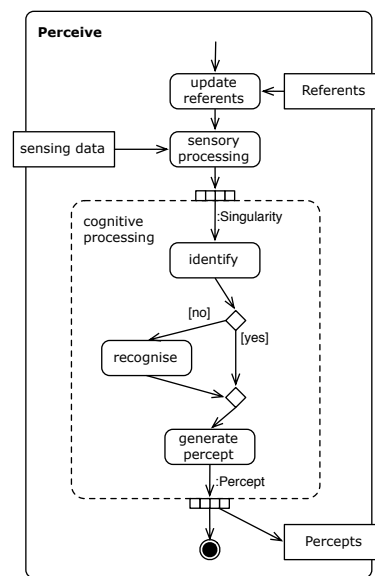 Perceive
update
referents
Referents
sensing data
sensory
processing
:Singularity
cognitive
processing
identify
[no]
[yes]
recognise
generate
percept
:Percept
Percepts